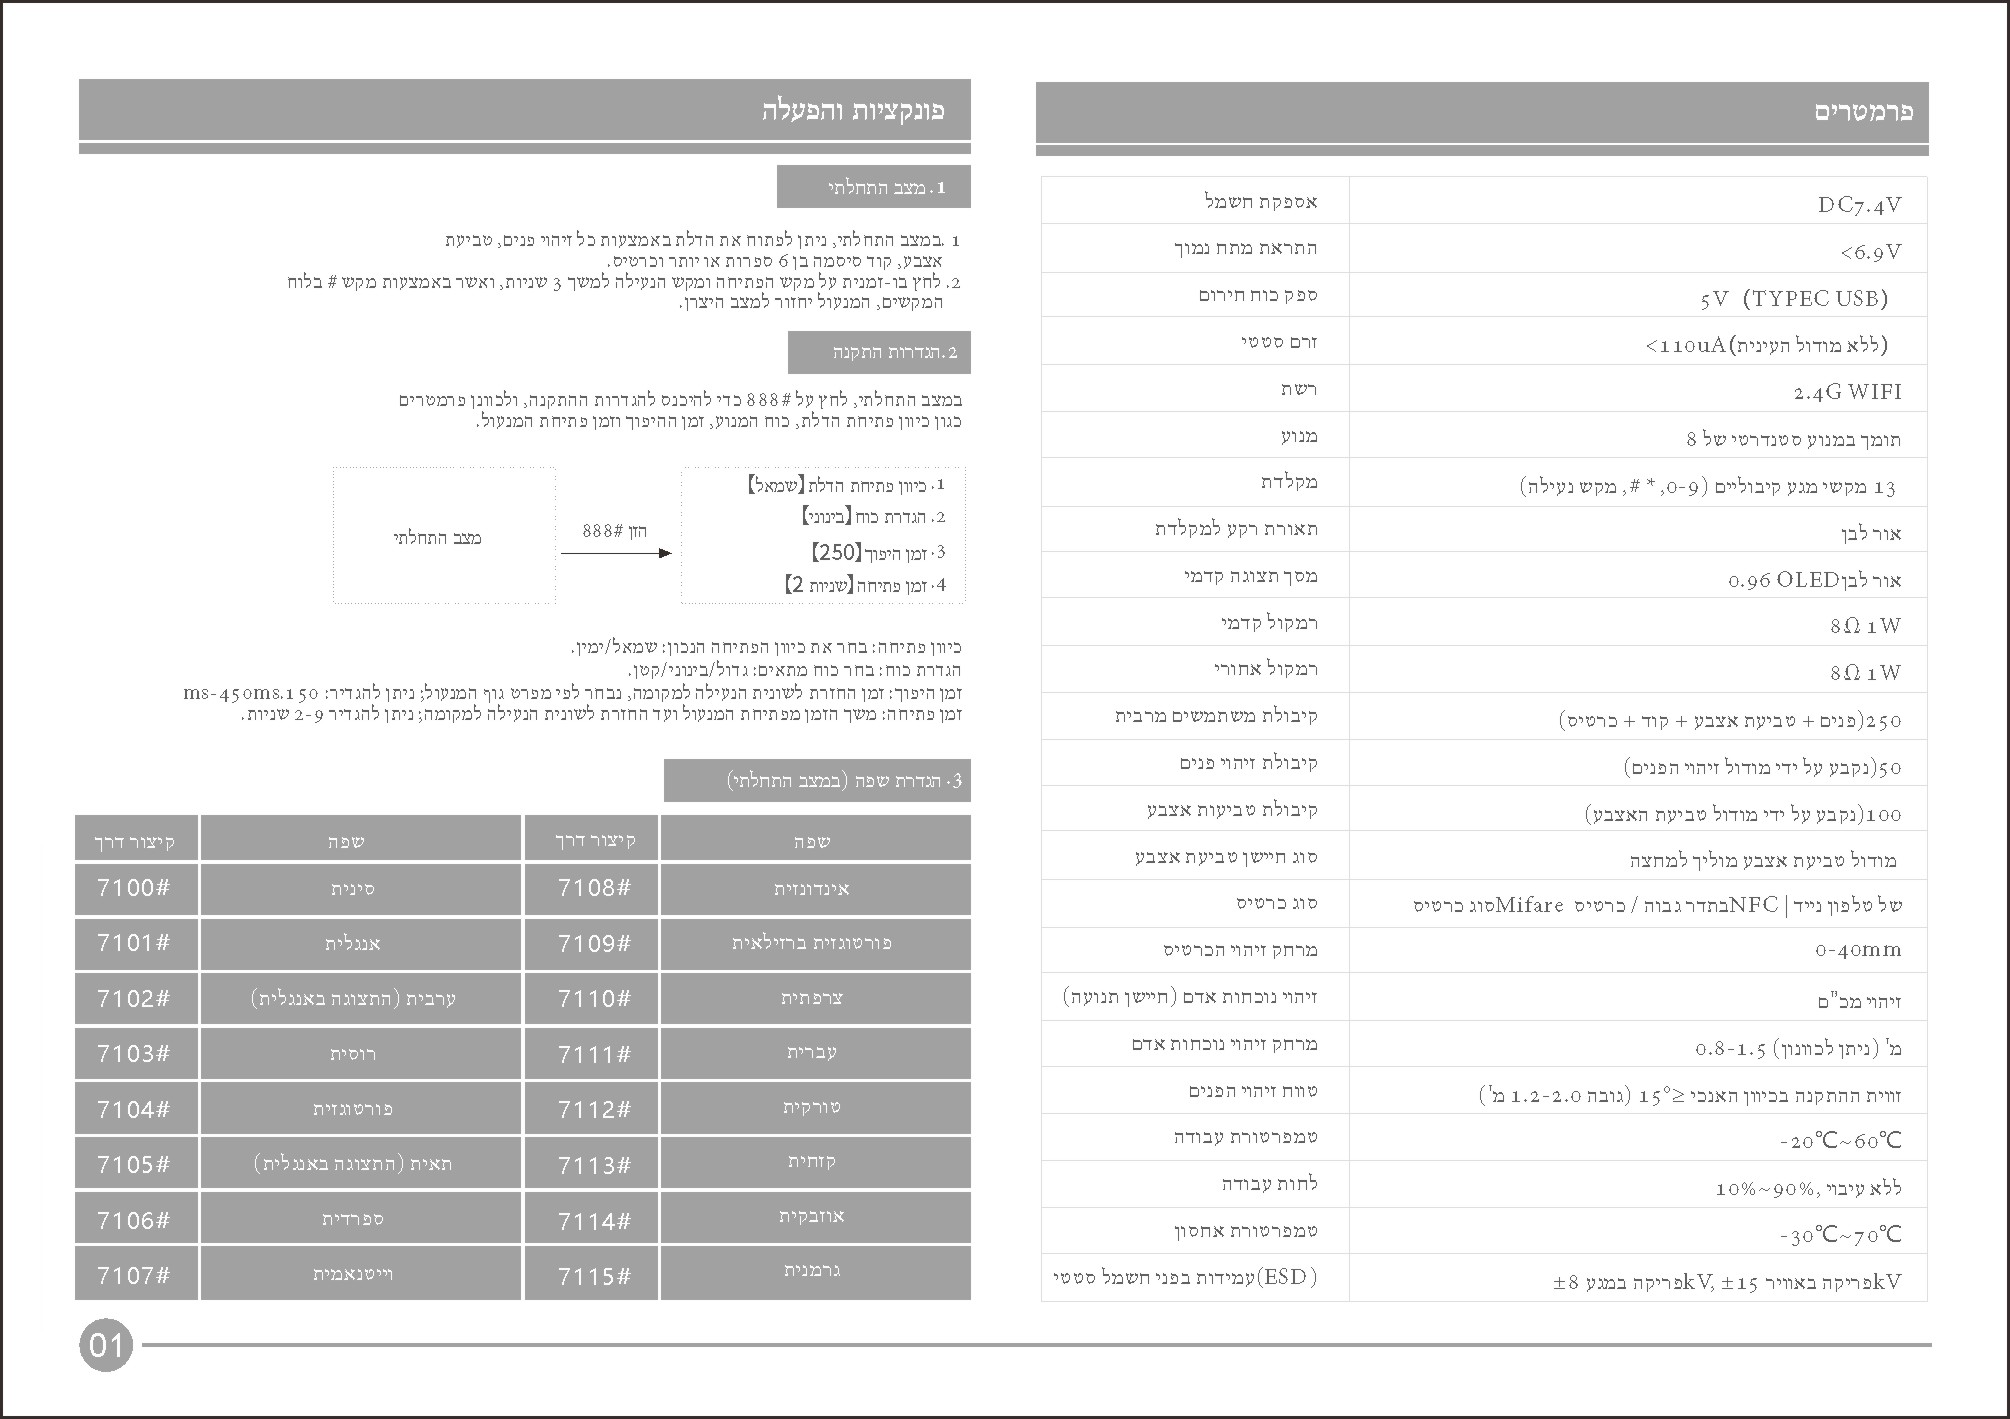 פרמטרים
אספקת חשמל DC7.4V
התראת מתח נמוך <6.9V
ספק כוח חירום 5V (TYPEC USB)
זרם סטטי <110uA(ללא מודול העינית)
רשת 2.4G WIFI
מנוע תומך במנוע סטנדרטי של 8
מקלדת 13 מקשי מגע קיבוליים (0-9, * #, מקש נעילה)
תאורת רקע למקלדת אור לבן
מסך תצוגה קדמי אור לבן0.96 OLED
רמקול קדמי 8Ω 1W
רמקול אחורי 8Ω 1W
קיבולת משתמשים מרבית 250(פנים + טביעת אצבע + קוד + כרטיס)
קיבולת זיהוי פנים 50(נקבע על ידי מודול זיהוי הפנים)
קיבולת טביעות אצבע 100(נקבע על ידי מודול טביעת האצבע)
סוג חיישן טביעת אצבע מודול טביעת אצבע מוליך למחצה
סוג כרטיס של טלפון נייד | NFCבתדר גבוה / כרטיס Mifareסוג כרטיס
מרחק זיהוי הכרטיס 0-40mm
זיהוי נוכחות אדם (חיישן תנועה) זיהוי מכ"ם
מרחק זיהוי נוכחות אדם מ' (ניתן לכוונון) 0.8-1.5
טווח זיהוי הפנים זווית ההתקנה בכיוון האנכי ≤15° (גובה 1.2-2.0 מ')
טמפרטורת עבודה -20℃~60℃
לחות עבודה ללא עיבוי ,10%~90%
טמפרטורת אחסון -30℃~70℃
עמידות בפני חשמל סטטי(ESD) ±8 פריקה במגעkV, ±15 פריקה באווירkV
פונקציות והפעלה
1. מצב התחלתי
1 .במצב התחלתי, ניתן לפתוח את הדלת באמצעות כל זיהוי פנים, טביעת
אצבע, קוד סיסמה בן 6 ספרות או יותר וכרטיס.
2. לחץ בו-זמנית על מקש הפתיחה ומקש הנעילה למשך 3 שניות, ואשר באמצעות מקש # בלוח
המקשים, המנעול יחזור למצב היצרן.
2.הגדרות התקנה
במצב התחלתי, לחץ על #888 כדי להיכנס להגדרות ההתקנה, ולכוונן פרמטרים
כגון כיוון פתיחת הדלת, כוח המנוע, זמן ההיפוך וזמן פתיחת המנעול.
מצב התחלתי
הזן #888
1. כיוון פתיחת הדלת【שמאל】
2. הגדרת כוח【בינוני】
3. זמן היפוך【250】
4. זמן פתיחה【שניות 2】
כיוון פתיחה: בחר את כיוון הפתיחה הנכון: שמאל/ימין.
הגדרת כוח: בחר כוח מתאים: גדול/בינוני/קטן.
זמן היפוך: זמן החזרת לשונית הנעילה למקומה, נבחר לפי מפרט גוף המנעול; ניתן להגדיר: ms-450ms.150
זמן פתיחה: משך הזמן מפתיחת המנעול ועד החזרת לשונית הנעילה למקומה; ניתן להגדיר 2-9 שניות.
3. הגדרת שפה (במצב התחלתי)
שפה קיצור דרך שפה קיצור דרך
אינדונזית 7108# סינית 7100#
פורטוגזית ברזילאית 7109# אנגלית 7101#
צרפתית 7110# ערבית (התצוגה באנגלית) 7102#
עברית 7111# רוסית 7103#
טורקית 7112# פורטוגזית 7104#
קזחית 7113# תאית (התצוגה באנגלית) 7105#
אוזבקית 7114# ספרדית 7106#
גרמנית 7115# וייטנאמית 7107#
01